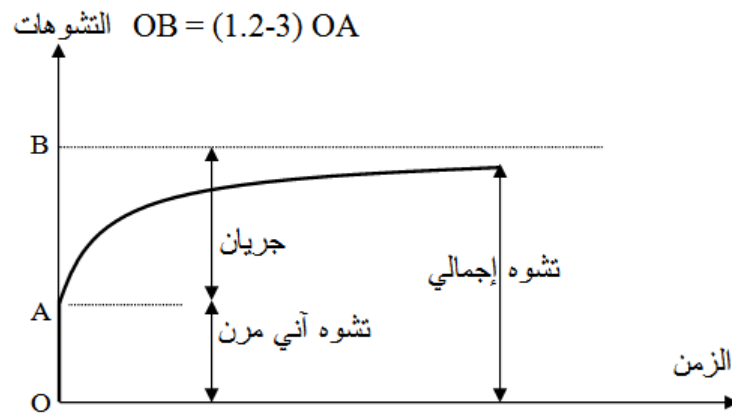 التشوهات OB = (1.2-3) OA
B
جريان
تشوه إجمالي
A
تشوه آني مرن
الزمن
O